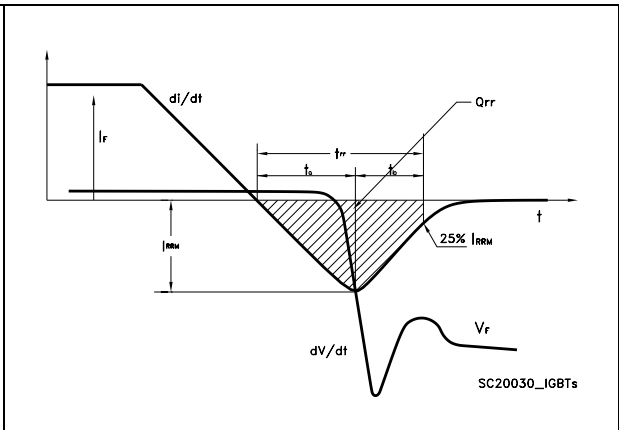 di/dt
Qrr
IF
trr
ta
tb
t
IRRM
25% IRRM
dV/dt
VF
SC20030_IGBTs